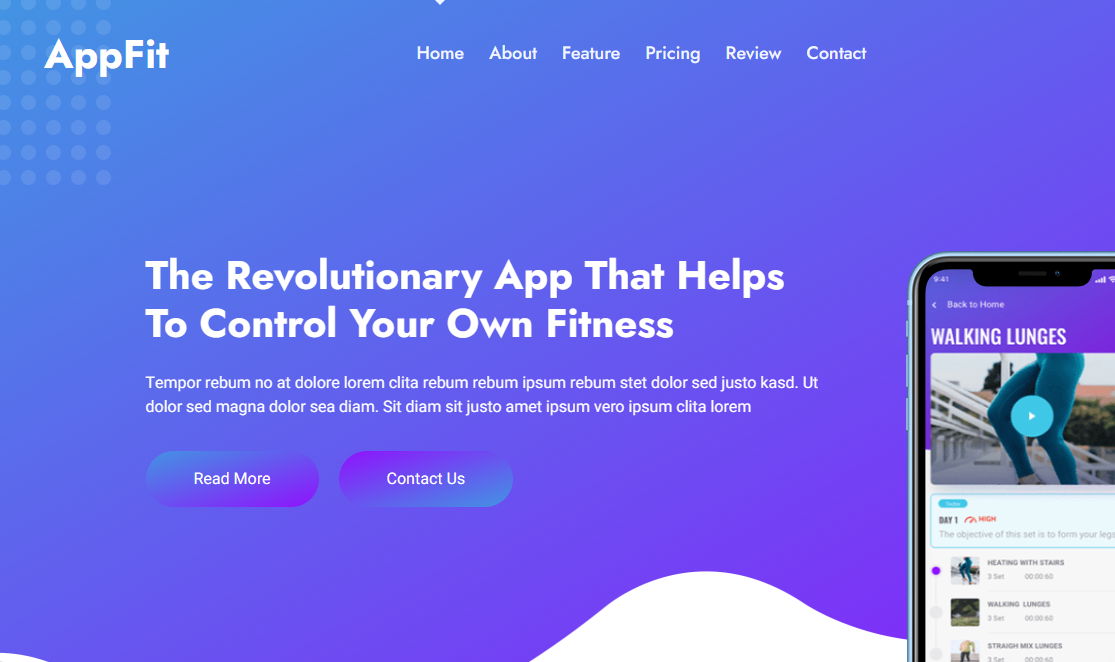 AppFit
Home About Feature Pricing Review Contact
The Revolutionary App That Helps
To Control Your Own Fitness
Tempor rebum no at dolore lorem clita rebum rebum ipsum rebum stet dolor sed justo kasd. Ut
dolor sed magna dolor sea diam. Sit diam sit justo amet ipsum vero ipsum clita lorem
Read More Contact Us
9:41
Back to Home
WALKING LUNGES
DAY 1 HIGH
The objective of this set is to form your legs
HEATING WITH STAIRS
3 Set 00:00:60
WALKING LUNGES
3 Set 00:00:60
STRAIGH MIX LUNGES
3 Set 00:00:60